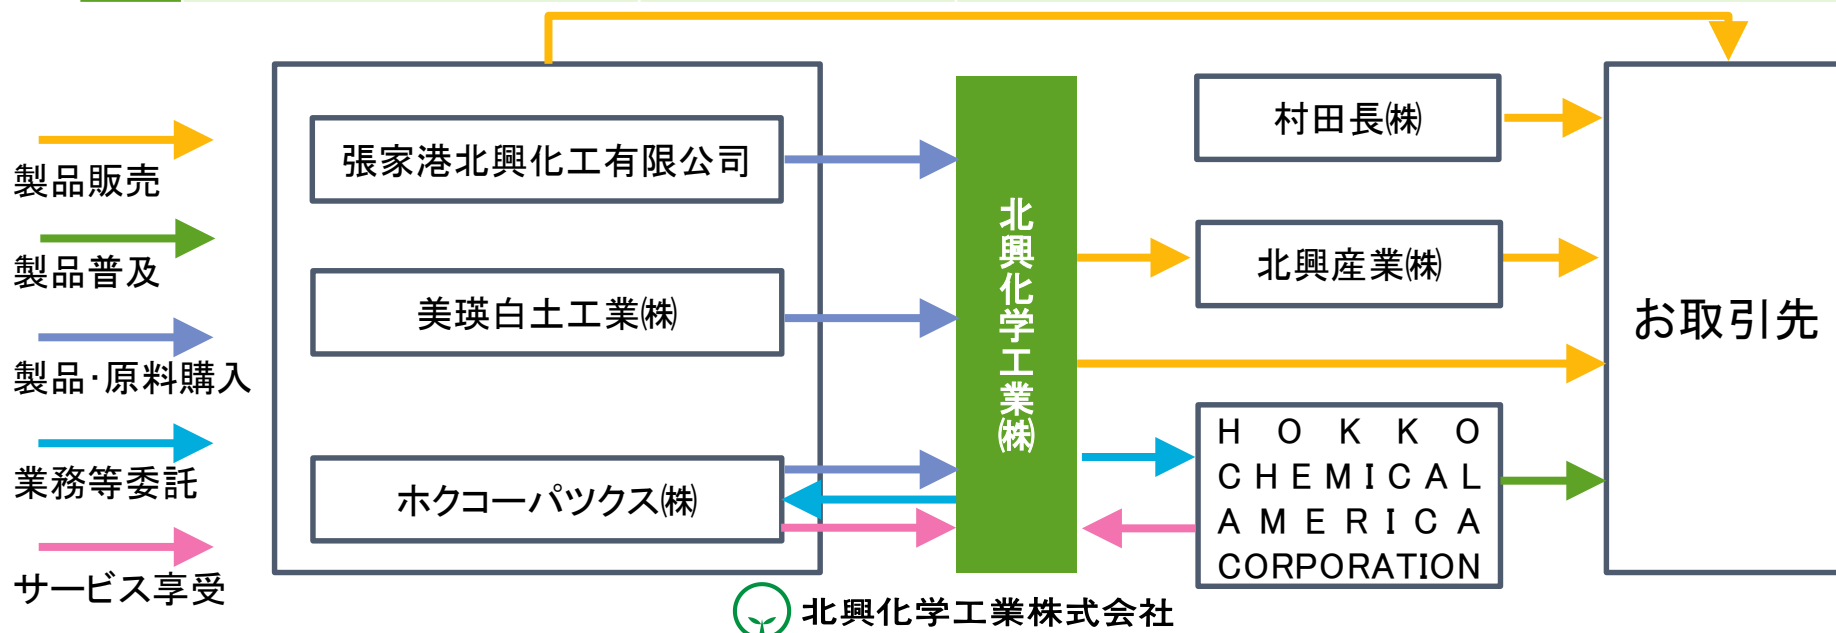 製品販売
製品普及
製品・原料購入
業務等委託
サービス享受
張家港北興化工有限公司
美瑛白土工業㈱
ホクコーパツクス㈱
北興化学工業㈱
村田長㈱
北興産業㈱
HOKKO
CHEMICAL
AMERICA
CORPORATION
お取引先
北興化学工業株式会社